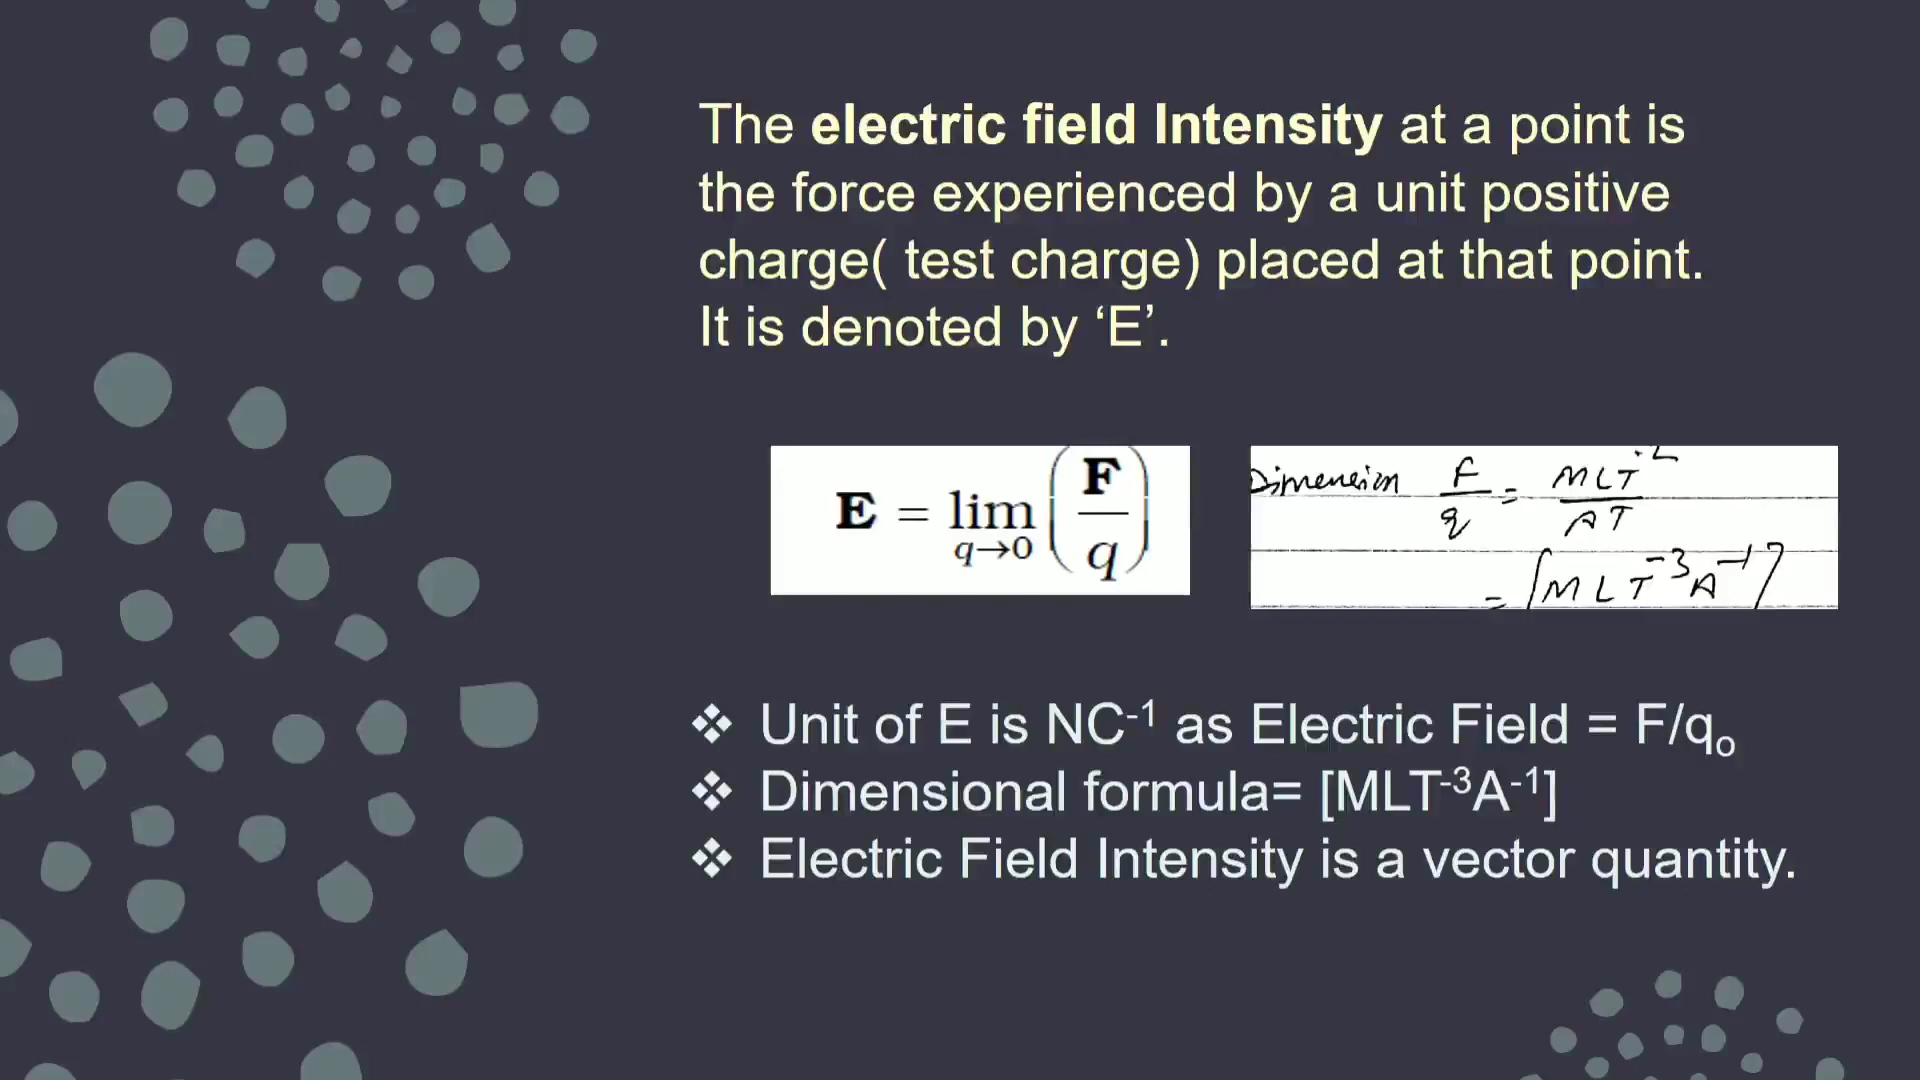 The electric field Intensity at a point is
the force experienced by a unit positive
charge( test charge) placed at that point.
It is denoted by ‘E’.
E = lim q→0 (F/q)
Dimension F/q = MLT⁻²/AT
= [MLT⁻³A⁻¹]
❖ Unit of E is NC⁻¹ as Electric Field = F/qₒ
❖ Dimensional formula= [MLT⁻³A⁻¹]
❖ Electric Field Intensity is a vector quantity.